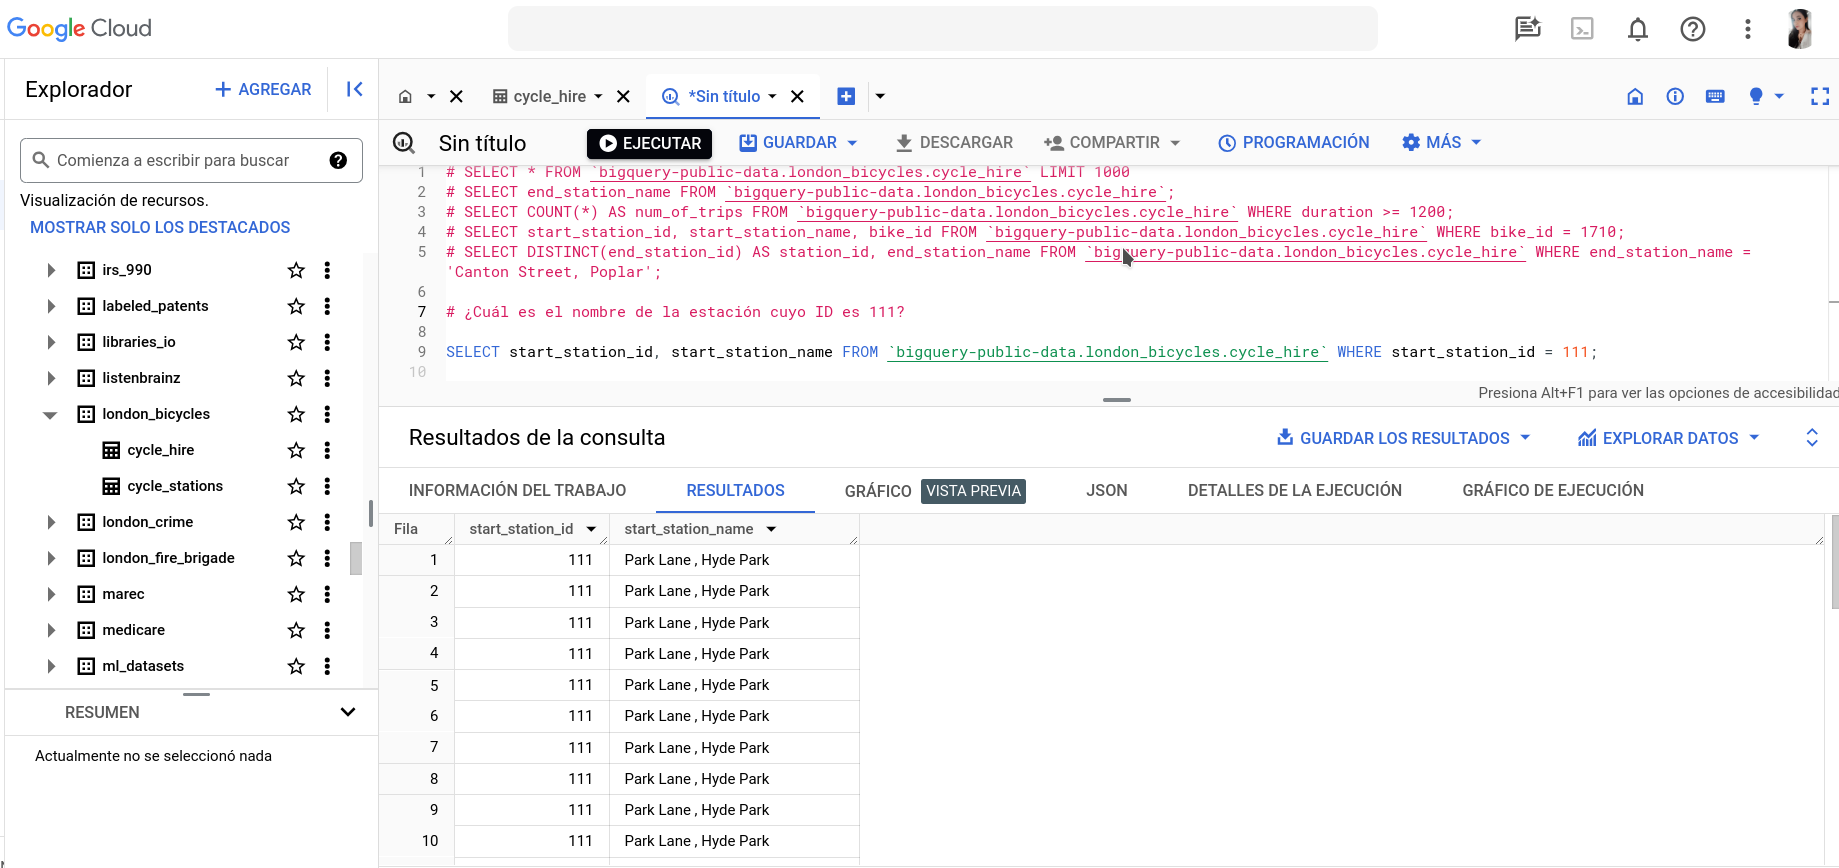 Google Cloud
Explorador
AGREGAR
cycle_hire
*Sin título
Comienza a escribir para buscar
Visualización de recursos.
MOSTRAR SOLO LOS DESTACADOS
irs_990
labeled_patents
libraries_io
listenbrainz
london_bicycles
cycle_hire
cycle_stations
london_crime
london_fire_brigade
marec
medicare
ml_datasets
RESUMEN
Actualmente no se seleccionó nada
Sin título
EJECUTAR
GUARDAR
DESCARGAR
COMPARTIR
PROGRAMACIÓN
MÁS
1 # SELECT * FROM `bigquery-public-data.london_bicycles.cycle_hire` LIMIT 1000
2 # SELECT end_station_name FROM `bigquery-public-data.london_bicycles.cycle_hire`;
3 # SELECT COUNT(*) AS num_of_trips FROM `bigquery-public-data.london_bicycles.cycle_hire` WHERE duration >= 1200;
4 # SELECT start_station_id, start_station_name, bike_id FROM `bigquery-public-data.london_bicycles.cycle_hire` WHERE bike_id = 1710;
5 # SELECT DISTINCT(end_station_id) AS station_id, end_station_name FROM `bigquery-public-data.london_bicycles.cycle_hire` WHERE end_station_name =
'Canton Street, Poplar';
6
7 # ¿Cuál es el nombre de la estación cuyo ID es 111?
8
9 SELECT start_station_id, start_station_name FROM `bigquery-public-data.london_bicycles.cycle_hire` WHERE start_station_id = 111;
10
Presiona Alt+F1 para ver las opciones de accesibilidad
Resultados de la consulta
GUARDAR LOS RESULTADOS
EXPLORAR DATOS
INFORMACIÓN DEL TRABAJO
RESULTADOS
GRÁFICO VISTA PREVIA
JSON
DETALLES DE LA EJECUCIÓN
GRÁFICO DE EJECUCIÓN
Fila start_station_id start_station_name
1 111 Park Lane , Hyde Park
2 111 Park Lane , Hyde Park
3 111 Park Lane , Hyde Park
4 111 Park Lane , Hyde Park
5 111 Park Lane , Hyde Park
6 111 Park Lane , Hyde Park
7 111 Park Lane , Hyde Park
8 111 Park Lane , Hyde Park
9 111 Park Lane , Hyde Park
10 111 Park Lane , Hyde Park